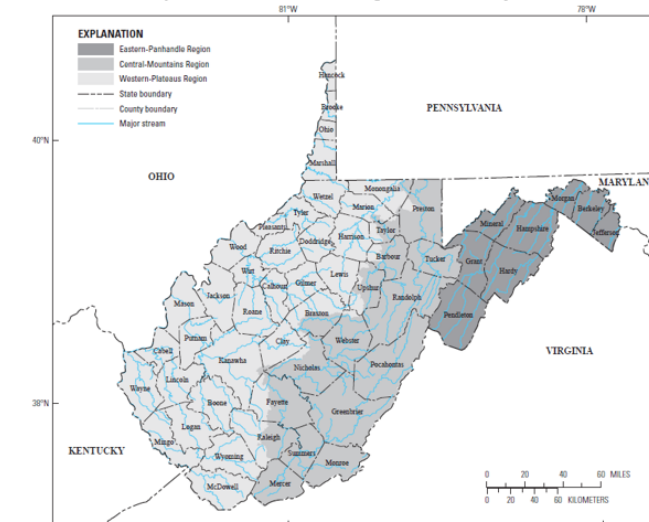 81°W
78°W
EXPLANATION
Eastern-Panhandle Region
Central-Mountains Region
Western-Plateaus Region
State boundary
County boundary
Major stream
Hancock
Brooke
Ohio
Marshall
PENNSYLVANIA
40°N
OHIO
MARYLAN
Wetzel
Monongalia
Marion
Preston
Morgan
Berkeley
Jefferson
Tyler
Pleasants
Doddridge
Harrison
Taylor
Mineral
Hampshire
Wood
Ritchie
Barbour
Tucker
Grant
Hardy
Wirt
Calhoun
Gilmer
Lewis
Upshur
Randolph
Mason
Jackson
Roane
Braxton
Pendleton
Putnam
Clay
Webster
VIRGINIA
Cabell
Kanawha
Nicholas
Pocahontas
Wayne
Lincoln
Boone
Fayette
Greenbrier
38°N
Logan
Mingo
Raleigh
KENTUCKY
Wyoming
Summers
Monroe
McDowell
Mercer
0 20 40 60 MILES
0 20 40 60 KILOMETERS